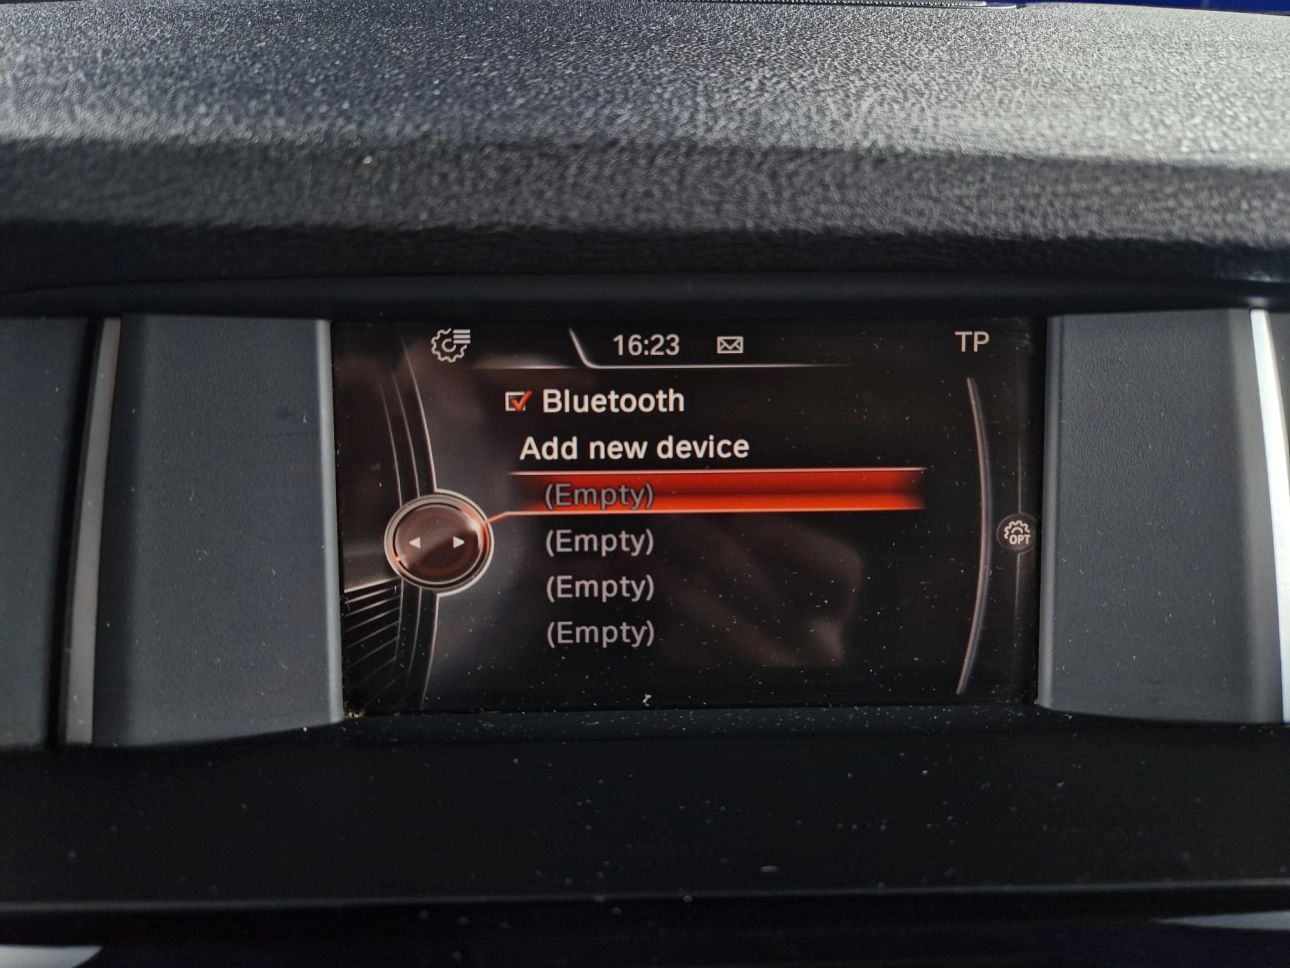 16:23
TP
Bluetooth
Add new device
(Empty)
(Empty)
OPT
(Empty)
(Empty)